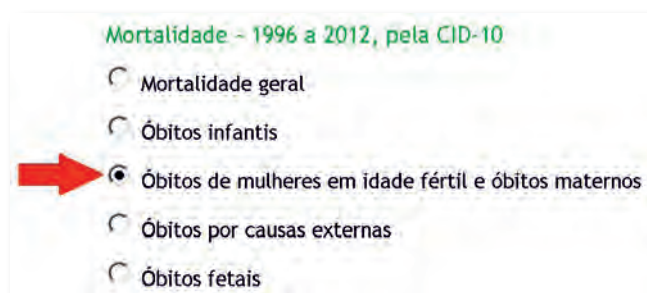 Mortalidade - 1996 a 2012, pela CID-10
Mortalidade geral
Óbitos infantis
Óbitos de mulheres em idade fértil e óbitos maternos
Óbitos por causas externas
Óbitos fetais